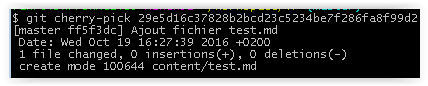 $ git cherry-pick 29e5d16c37828b2bcd23c5234be7f286fa8f99d2
[master ff5f3dc] Ajout fichier test.md
Date: Wed Oct 19 16:27:39 2016 +0200
1 file changed, 0 insertions(+), 0 deletions(-)
create mode 100644 content/test.md